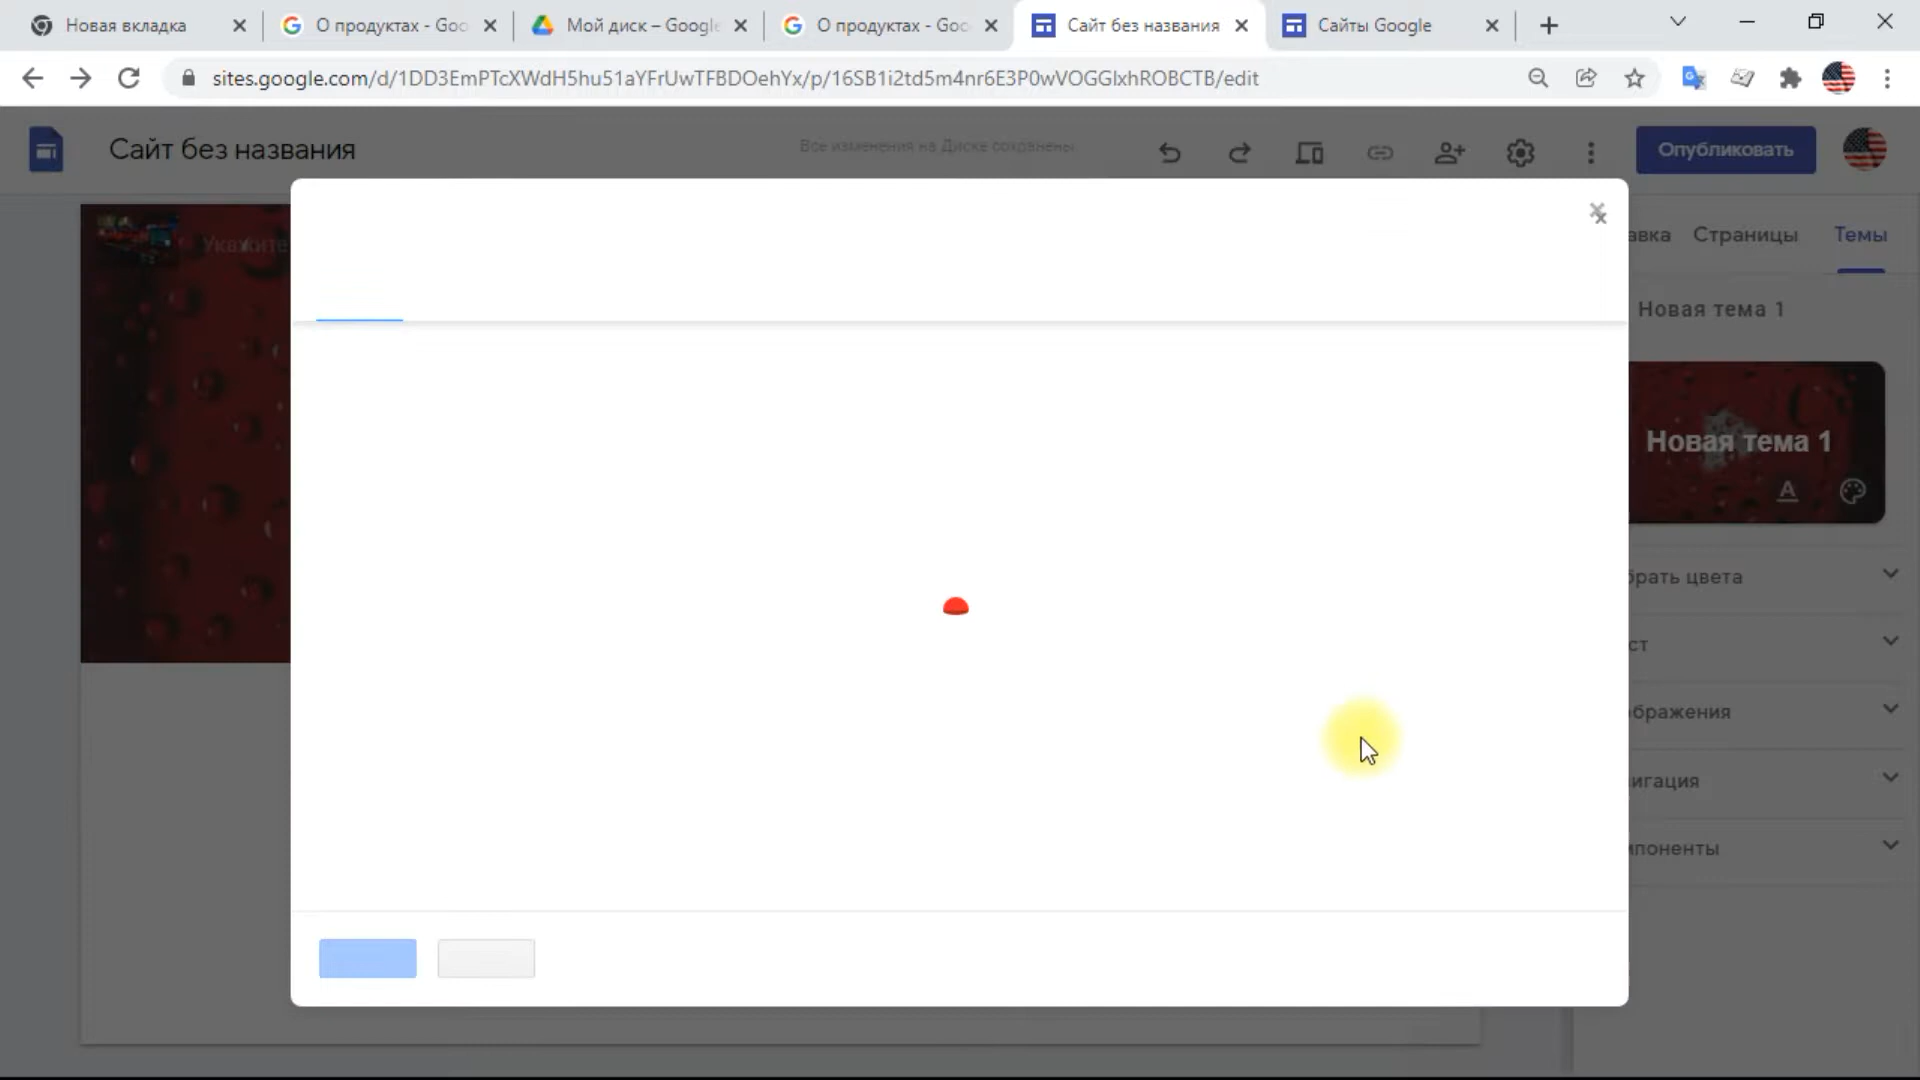 Новая вкладка
О продуктах - Goo
Мой диск – Google
О продуктах - Goo
Сайт без названия
Сайты Google
sites.google.com/d/1DD3EmPTcXWdH5hu51aYFrUwTFBDOehYx/p/16SB1i2td5m4nr6E3P0wVOGGlxhROBCTB/edit
Сайт без названия
Все изменения на Диске сохранены
Опубликовать
Укажите
авка
Страницы
Темы
Новая тема 1
Новая тема 1
брать цвета
ст
бражения
игация
мпоненты